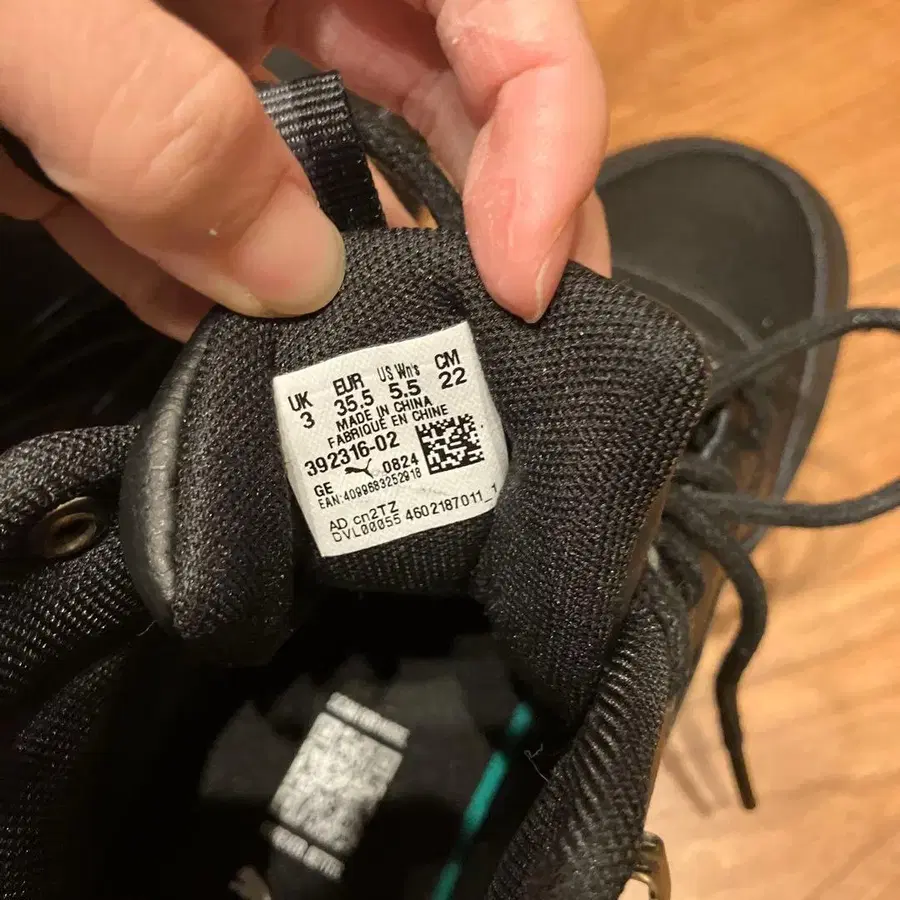 UK EUR US Wn's CM
3 35.5 5.5 22
MADE IN CHINA
FABRIQUÉ EN CHINE
392316-02
GE 0824
EAN:4099683252918
AD cn2TZ
DVL00055 4602187011_1